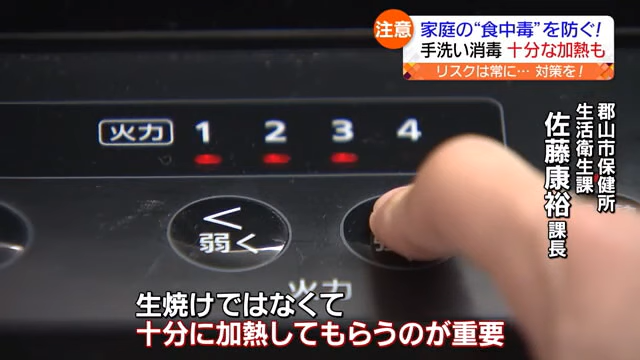 注意
家庭の“食中毒”を防ぐ!
手洗い消毒 十分な加熱も
リスクは常に… 対策を!
郡山市保健所
生活衛生課
佐藤康裕 課長
火力 1 2 3 4
<
弱く
火力
生焼けではなくて
十分に加熱してもらうのが重要